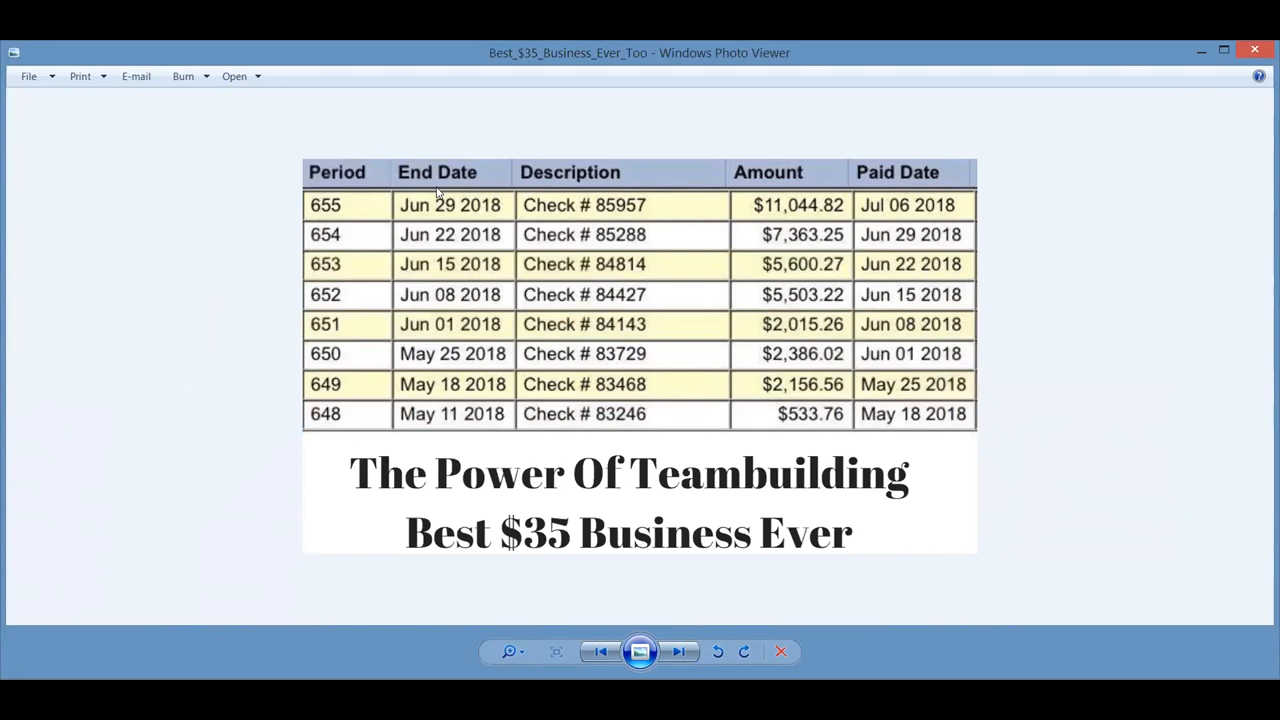 Best_$35_Business_Ever_Too - Windows Photo Viewer
File Print E-mail Burn Open
Period End Date Description Amount Paid Date
655 Jun 29 2018 Check # 85957 $11,044.82 Jul 06 2018
654 Jun 22 2018 Check # 85288 $7,363.25 Jun 29 2018
653 Jun 15 2018 Check # 84814 $5,600.27 Jun 22 2018
652 Jun 08 2018 Check # 84427 $5,503.22 Jun 15 2018
651 Jun 01 2018 Check # 84143 $2,015.26 Jun 08 2018
650 May 25 2018 Check # 83729 $2,386.02 Jun 01 2018
649 May 18 2018 Check # 83468 $2,156.56 May 25 2018
648 May 11 2018 Check # 83246 $533.76 May 18 2018
The Power Of Teambuilding
Best $35 Business Ever